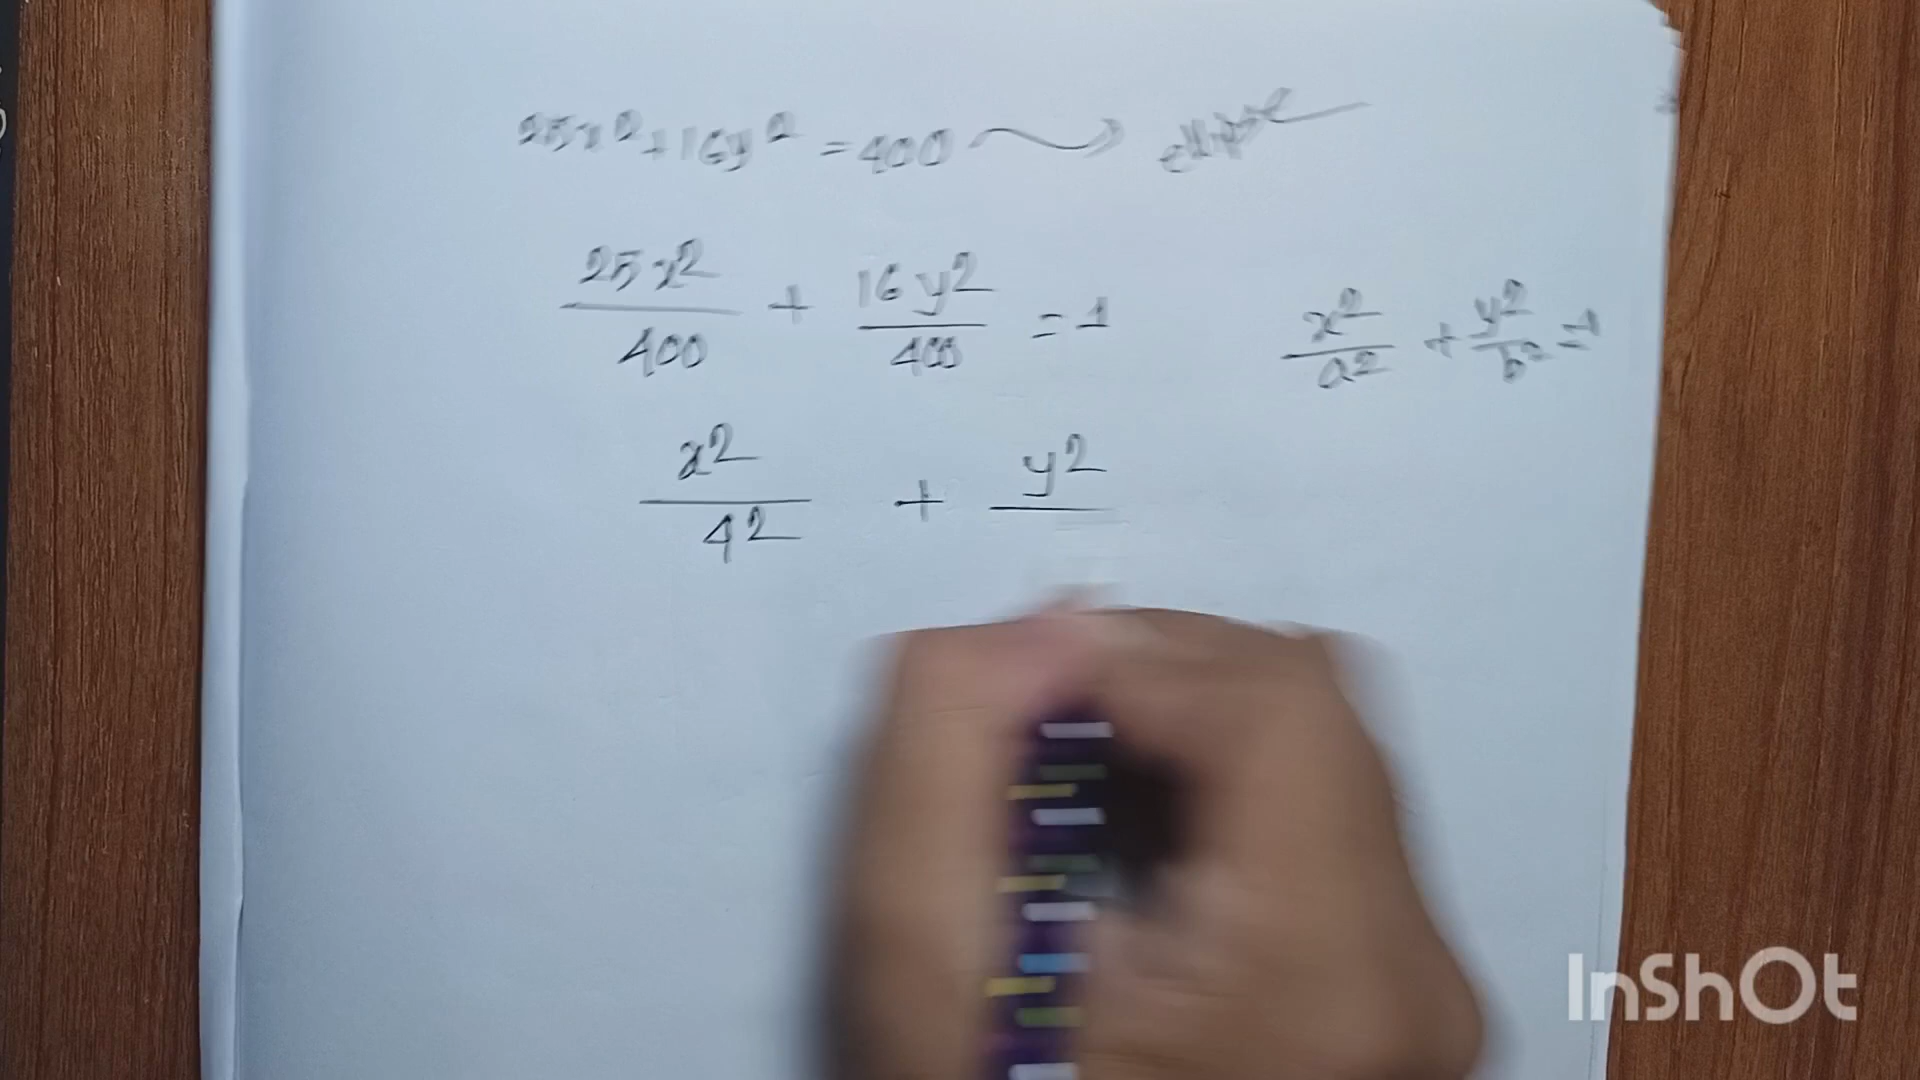 25x² + 16y² = 400 → ellipse
25x²/400 + 16y²/400 = 1
x²/a² + y²/b² = 1
x²/4² + y²
InShOt